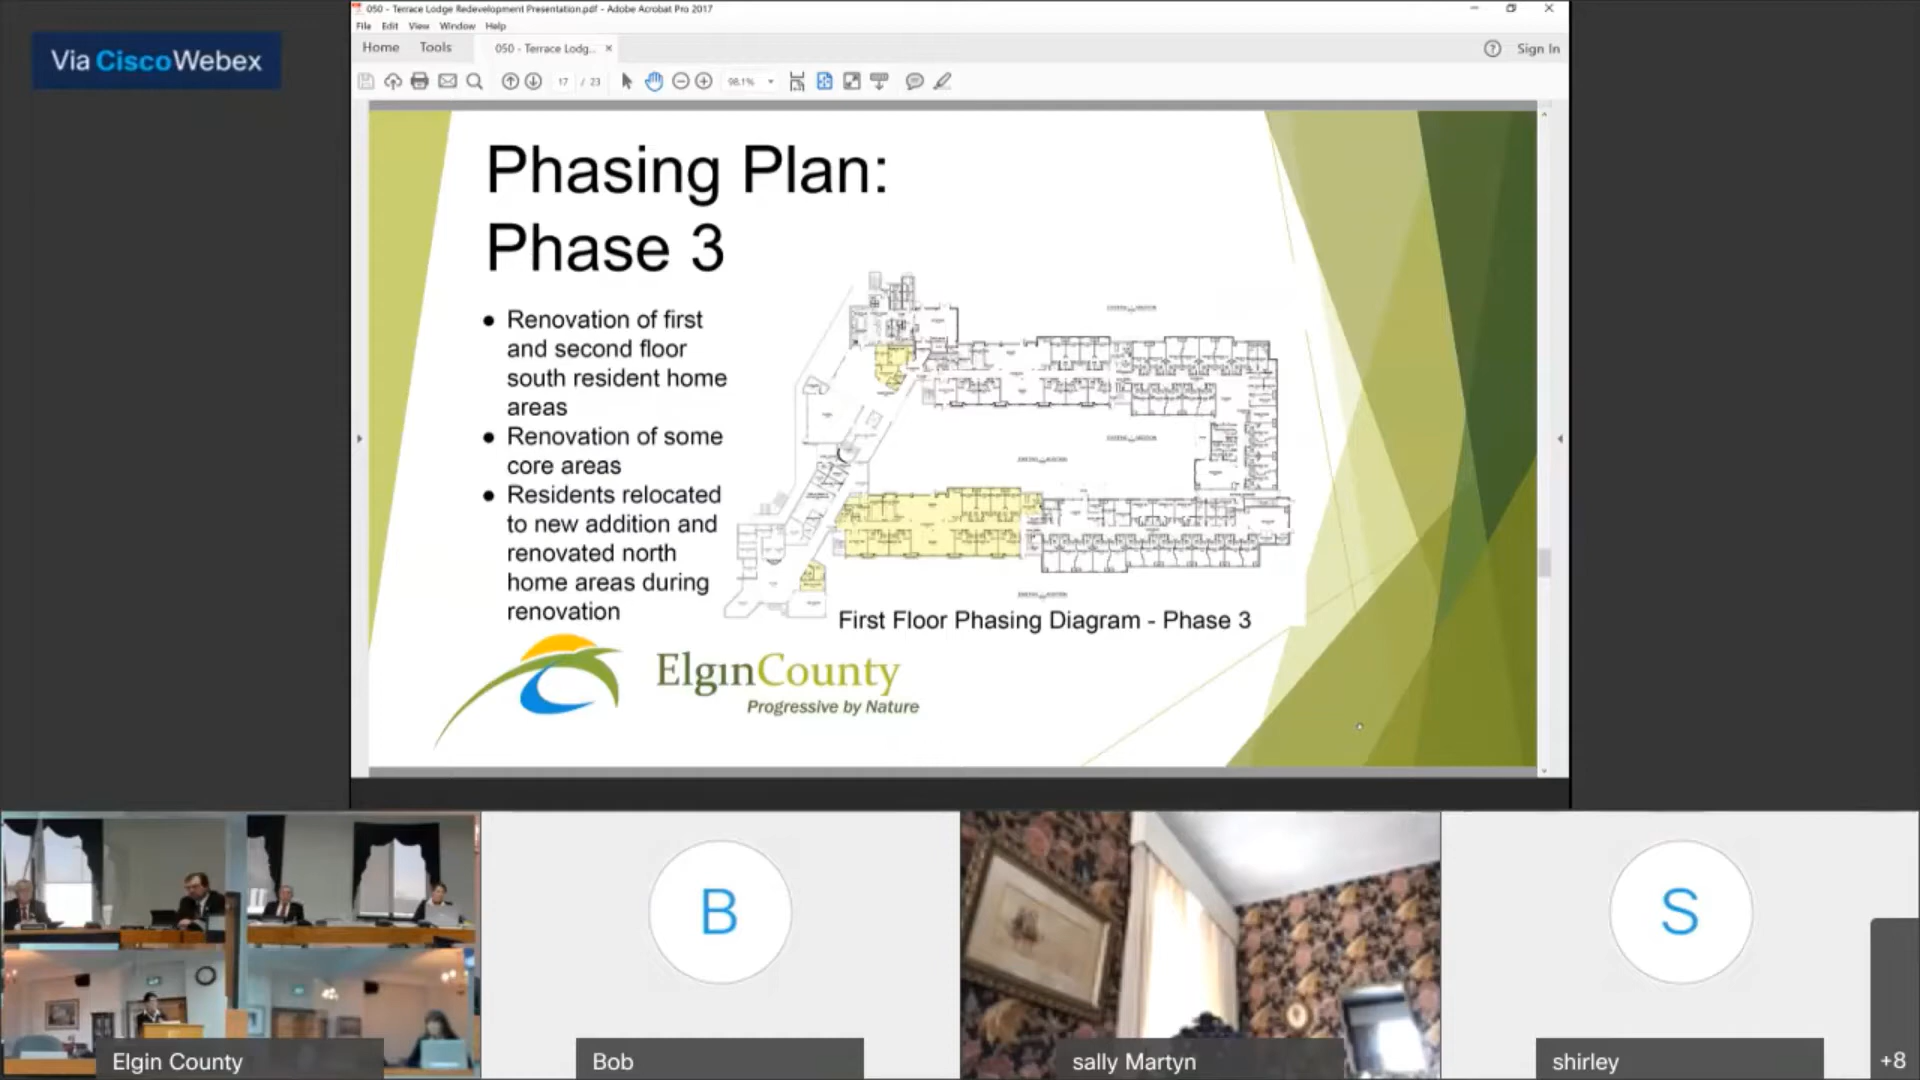 050 - Terrace Lodge Redevelopment Presentation.pdf - Adobe Acrobat Pro 2017
File Edit View Window Help
Via CiscoWebex
Home Tools 050 - Terrace Lodg... × Sign In
17 / 23 98.1%
Phasing Plan:
Phase 3
● Renovation of first
and second floor
south resident home
areas
● Renovation of some
core areas
● Residents relocated
to new addition and
renovated north
home areas during
renovation
First Floor Phasing Diagram - Phase 3
ElginCounty
Progressive by Nature
B
S
Elgin County
Bob
sally Martyn
shirley
+8